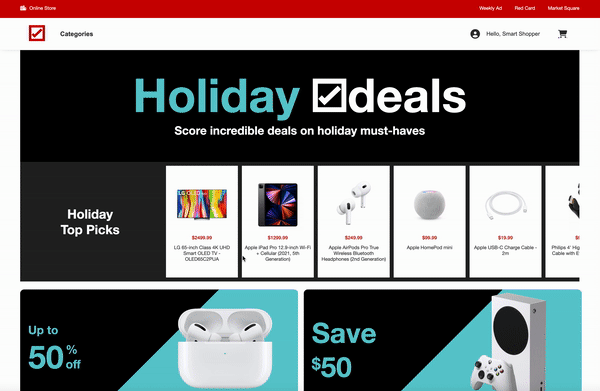 Online Store
Weekly Ad
Red Card
Market Square
Categories
Hello, Smart Shopper
Holiday deals
Score incredible deals on holiday must-haves
Holiday
Top Picks
LG OLED
$2499.99
LG 65-inch Class 4K UHD
Smart OLED TV -
OLED65C2PUA
$1299.99
Apple iPad Pro 12.9-inch Wi-Fi
+ Cellular (2021, 5th
Generation)
$249.99
Apple AirPods Pro True
Wireless Bluetooth
Headphones (2nd Generation)
$99.99
Apple HomePod mini
$19.99
Apple USB-C Charge Cable -
2m
Philips 4' Hig
Cable with E
Up to
50% off
Save
$50